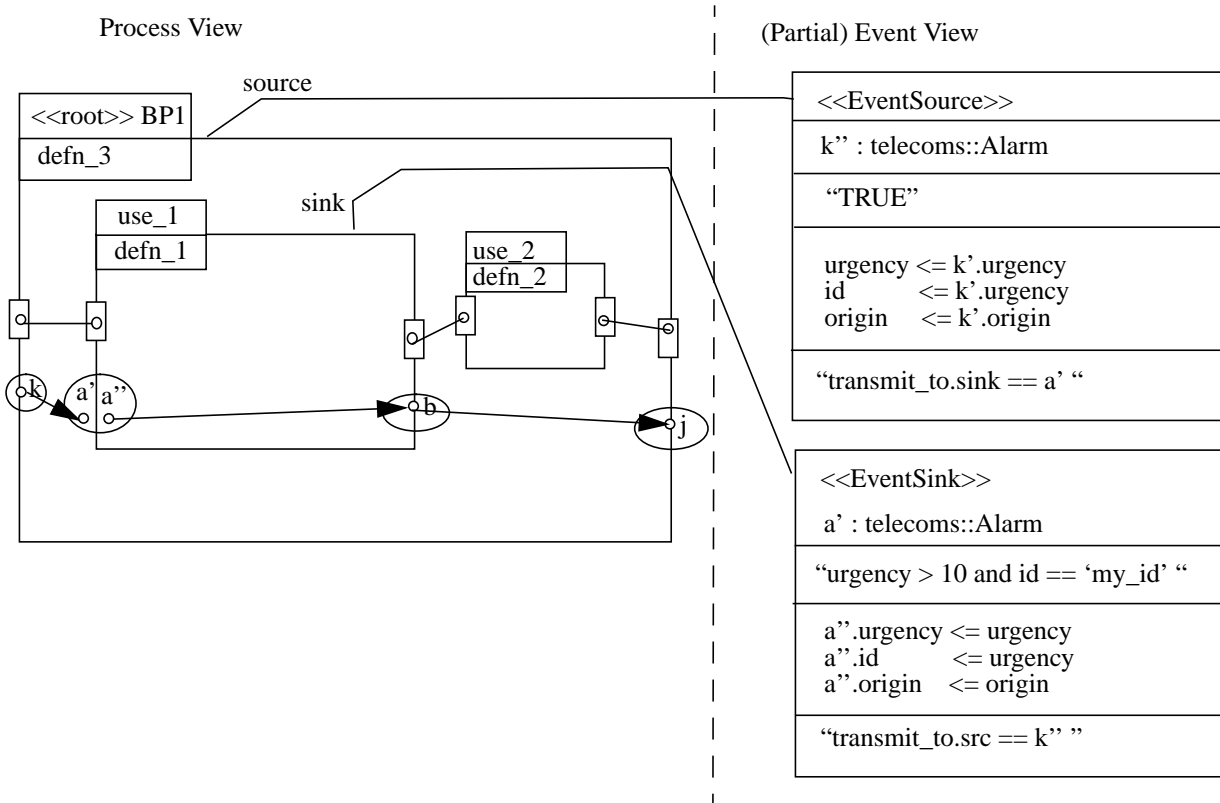 Process View
(Partial) Event View
source
<<root>> BP1
defn_3
sink
use_1
defn_1
use_2
defn_2
k
a'
a''
b
j
<<EventSource>>
k’’ : telecoms::Alarm
“TRUE”
urgency <= k’.urgency
id <= k’.urgency
origin <= k’.origin
“transmit_to.sink == a’ “
<<EventSink>>
a’ : telecoms::Alarm
“urgency > 10 and id == ‘my_id’ “
a’’.urgency <= urgency
a’’.id <= urgency
a’’.origin <= origin
“transmit_to.src == k’’ ”